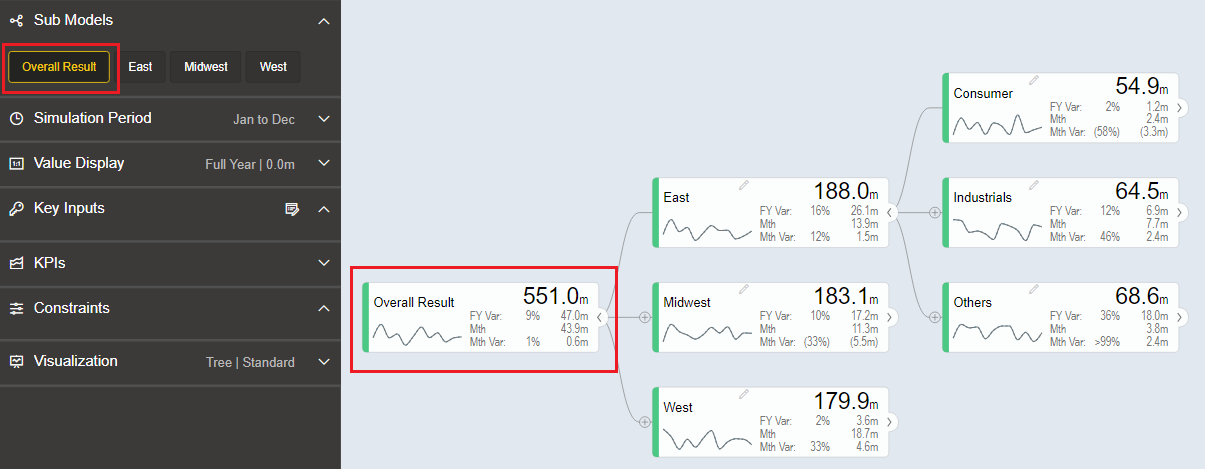 Sub Models
Overall Result East Midwest West
Simulation Period Jan to Dec
Value Display Full Year | 0.0m
Key Inputs
KPIs
Constraints
Visualization Tree | Standard
Overall Result 551.0m
FY Var: 9% 47.0m
Mth 43.9m
Mth Var: 1% 0.6m
East 188.0m
FY Var: 16% 26.1m
Mth 13.9m
Mth Var: 12% 1.5m
Midwest 183.1m
FY Var: 10% 17.2m
Mth 11.3m
Mth Var: (33%) (5.5m)
West 179.9m
FY Var: 2% 3.6m
Mth 18.7m
Mth Var: 33% 4.6m
Consumer 54.9m
FY Var: 2% 1.2m
Mth 2.4m
Mth Var: (58%) (3.3m)
Industrials 64.5m
FY Var: 12% 6.9m
Mth 7.7m
Mth Var: 46% 2.4m
Others 68.6m
FY Var: 36% 18.0m
Mth 3.8m
Mth Var: >99% 2.4m